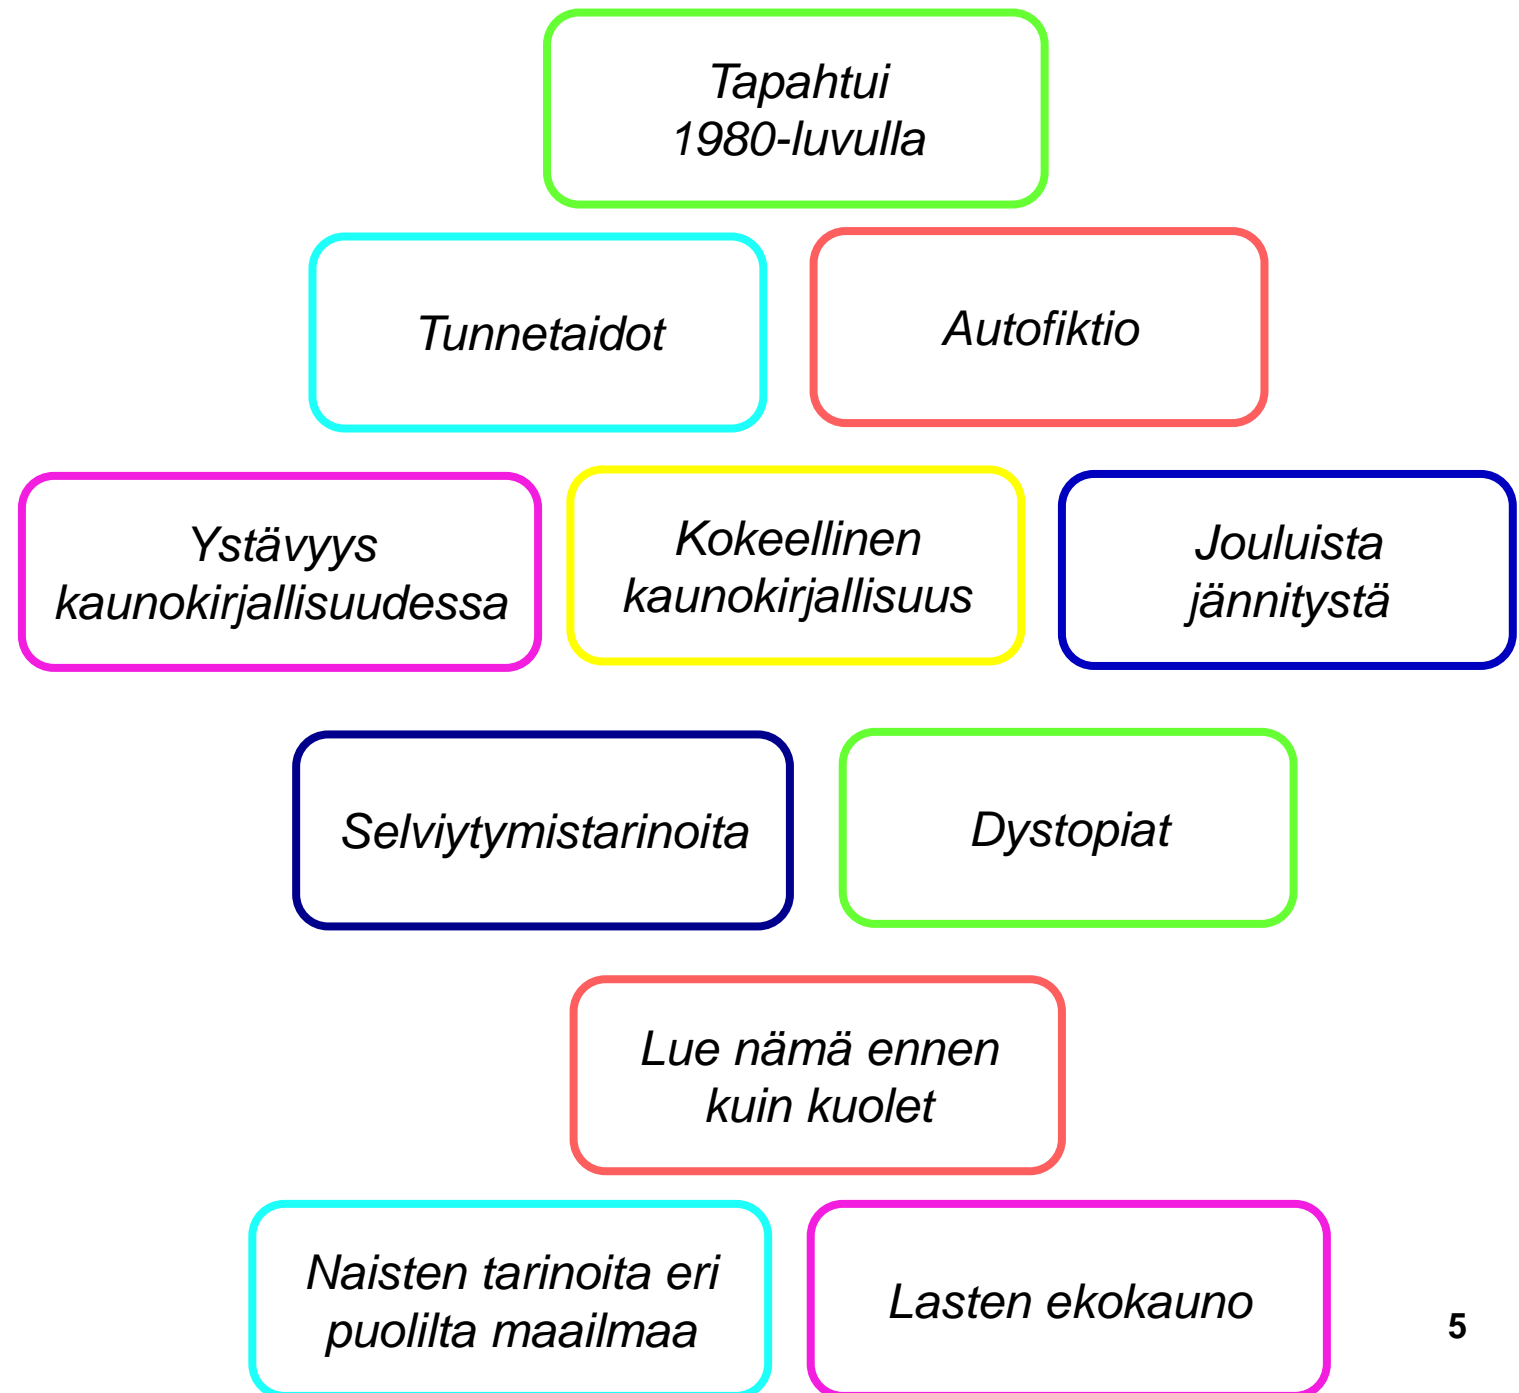 Tapahtui
1980-luvulla
Tunnetaidot
Autofiktio
Ystävyys
kaunokirjallisuudessa
Kokeellinen
kaunokirjallisuus
Jouluista
jännitystä
Selviytymistarinoita
Dystopiat
Lue nämä ennen
kuin kuolet
Naisten tarinoita eri
puolilta maailmaa
Lasten ekokauno
5